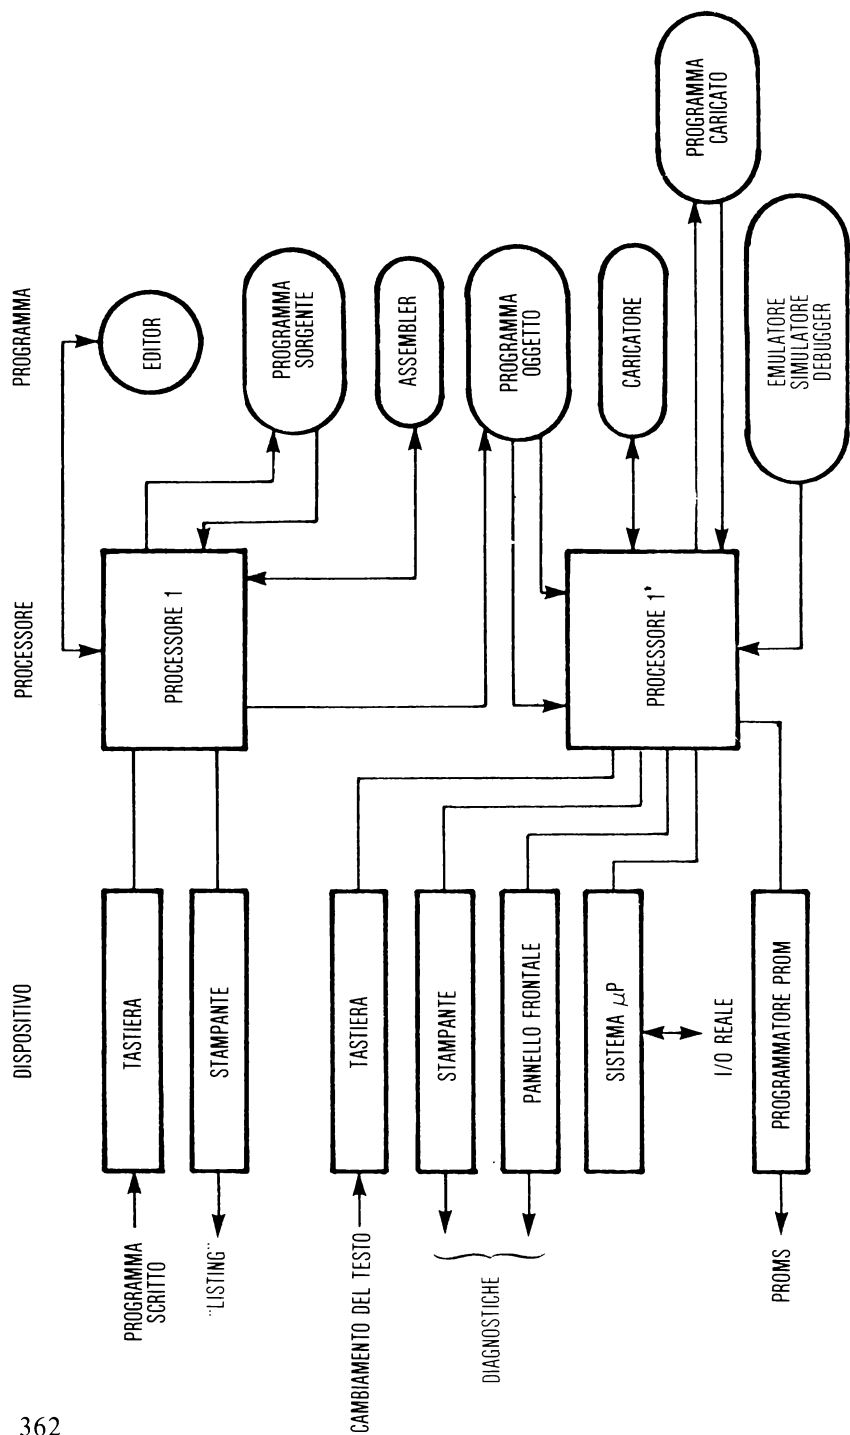 DISPOSITIVO
PROCESSORE
PROGRAMMA
PROGRAMMA
SCRITTO
TASTIERA
PROCESSORE 1
EDITOR
"LISTING"
STAMPANTE
PROGRAMMA
SORGENTE
CAMBIAMENTO DEL TESTO
TASTIERA
ASSEMBLER
DIAGNOSTICHE
STAMPANTE
PROGRAMMA
OGGETTO
PANNELLO FRONTALE
SISTEMA μP
PROCESSORE 1'
CARICATORE
I/O REALE
PROGRAMMA
CARICATO
PROMS
PROGRAMMATORE PROM
EMULATORE
SIMULATORE
DEBUGGER
362